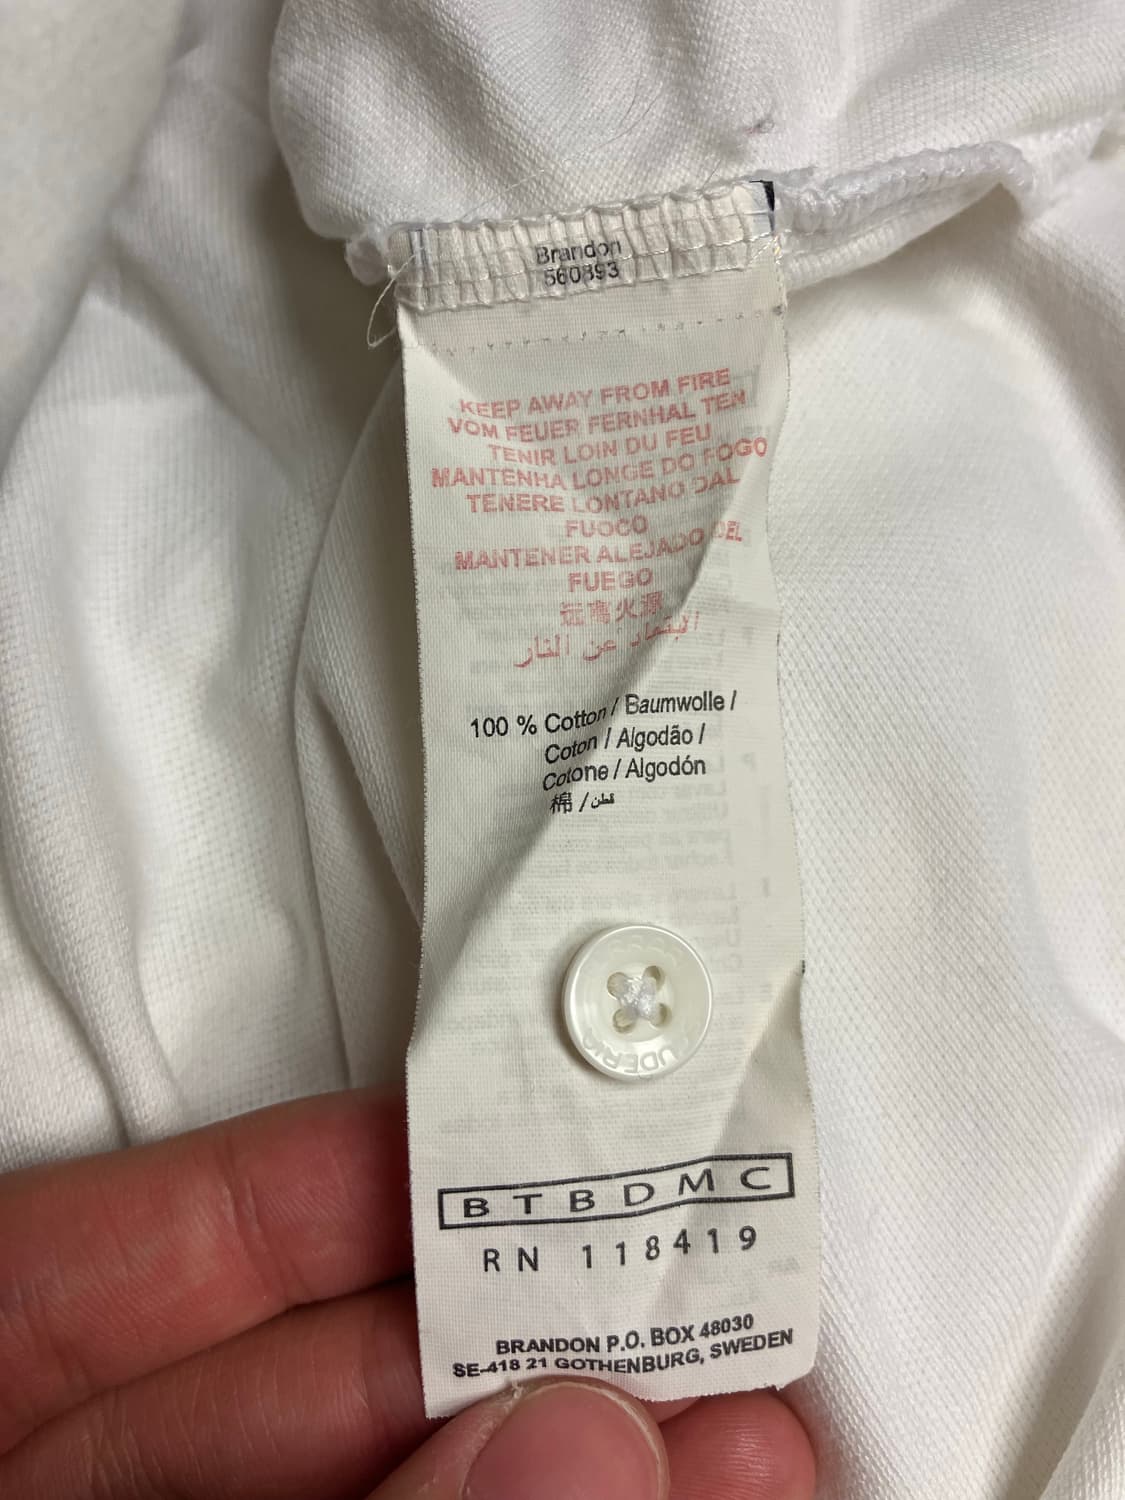 Brandon
560893
KEEP AWAY FROM FIRE
VOM FEUER FERNHAL TEN
TENIR LOIN DU FEU
MANTENHA LONGE DO FOGO
TENERE LONTANO DAL
FUOCO
MANTENER ALEJADO DEL
FUEGO
远离火源
الإبتعاد عن النار
100 % Cotton / Baumwolle /
Coton / Algodão /
Cotone / Algodón
棉 / قطن
UDERIA
BTBDMC
RN 118419
BRANDON P.O. BOX 48030
SE-418 21 GOTHENBURG, SWEDEN